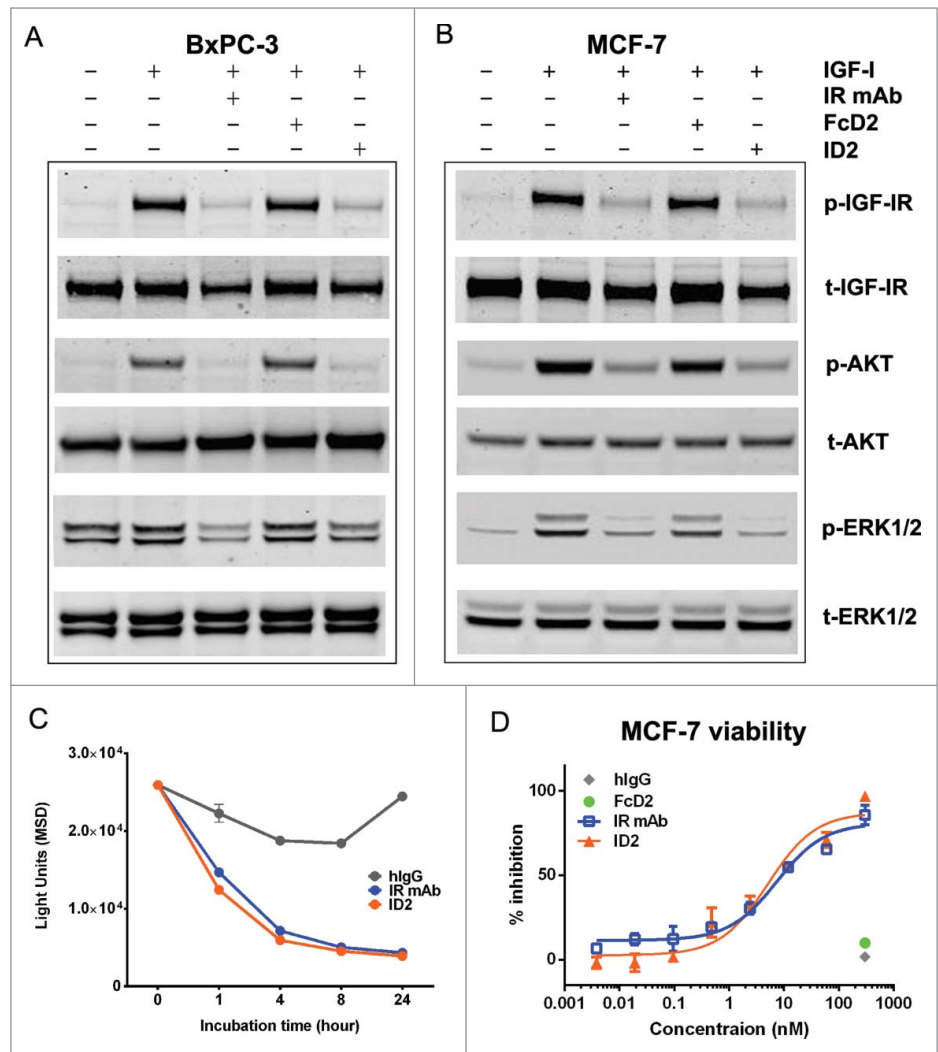 A
BxPC-3
− + + + +
− − + − −
− − − + −
− − − − +
B
MCF-7
− + + + + IGF-I
− − + − − IR mAb
− − − + − FcD2
− − − − + ID2
p-IGF-IR
t-IGF-IR
p-AKT
t-AKT
p-ERK1/2
t-ERK1/2
C
Light Units (MSD)
3.0×10⁴
2.0×10⁴
1.0×10⁴
0
hIgG
IR mAb
ID2
0 1 4 8 24
Incubation time (hour)
D
MCF-7 viability
% inhibition
100
50
0
hIgG
FcD2
IR mAb
ID2
0.001 0.01 0.1 1 10 100 1000
Concentraion (nM)